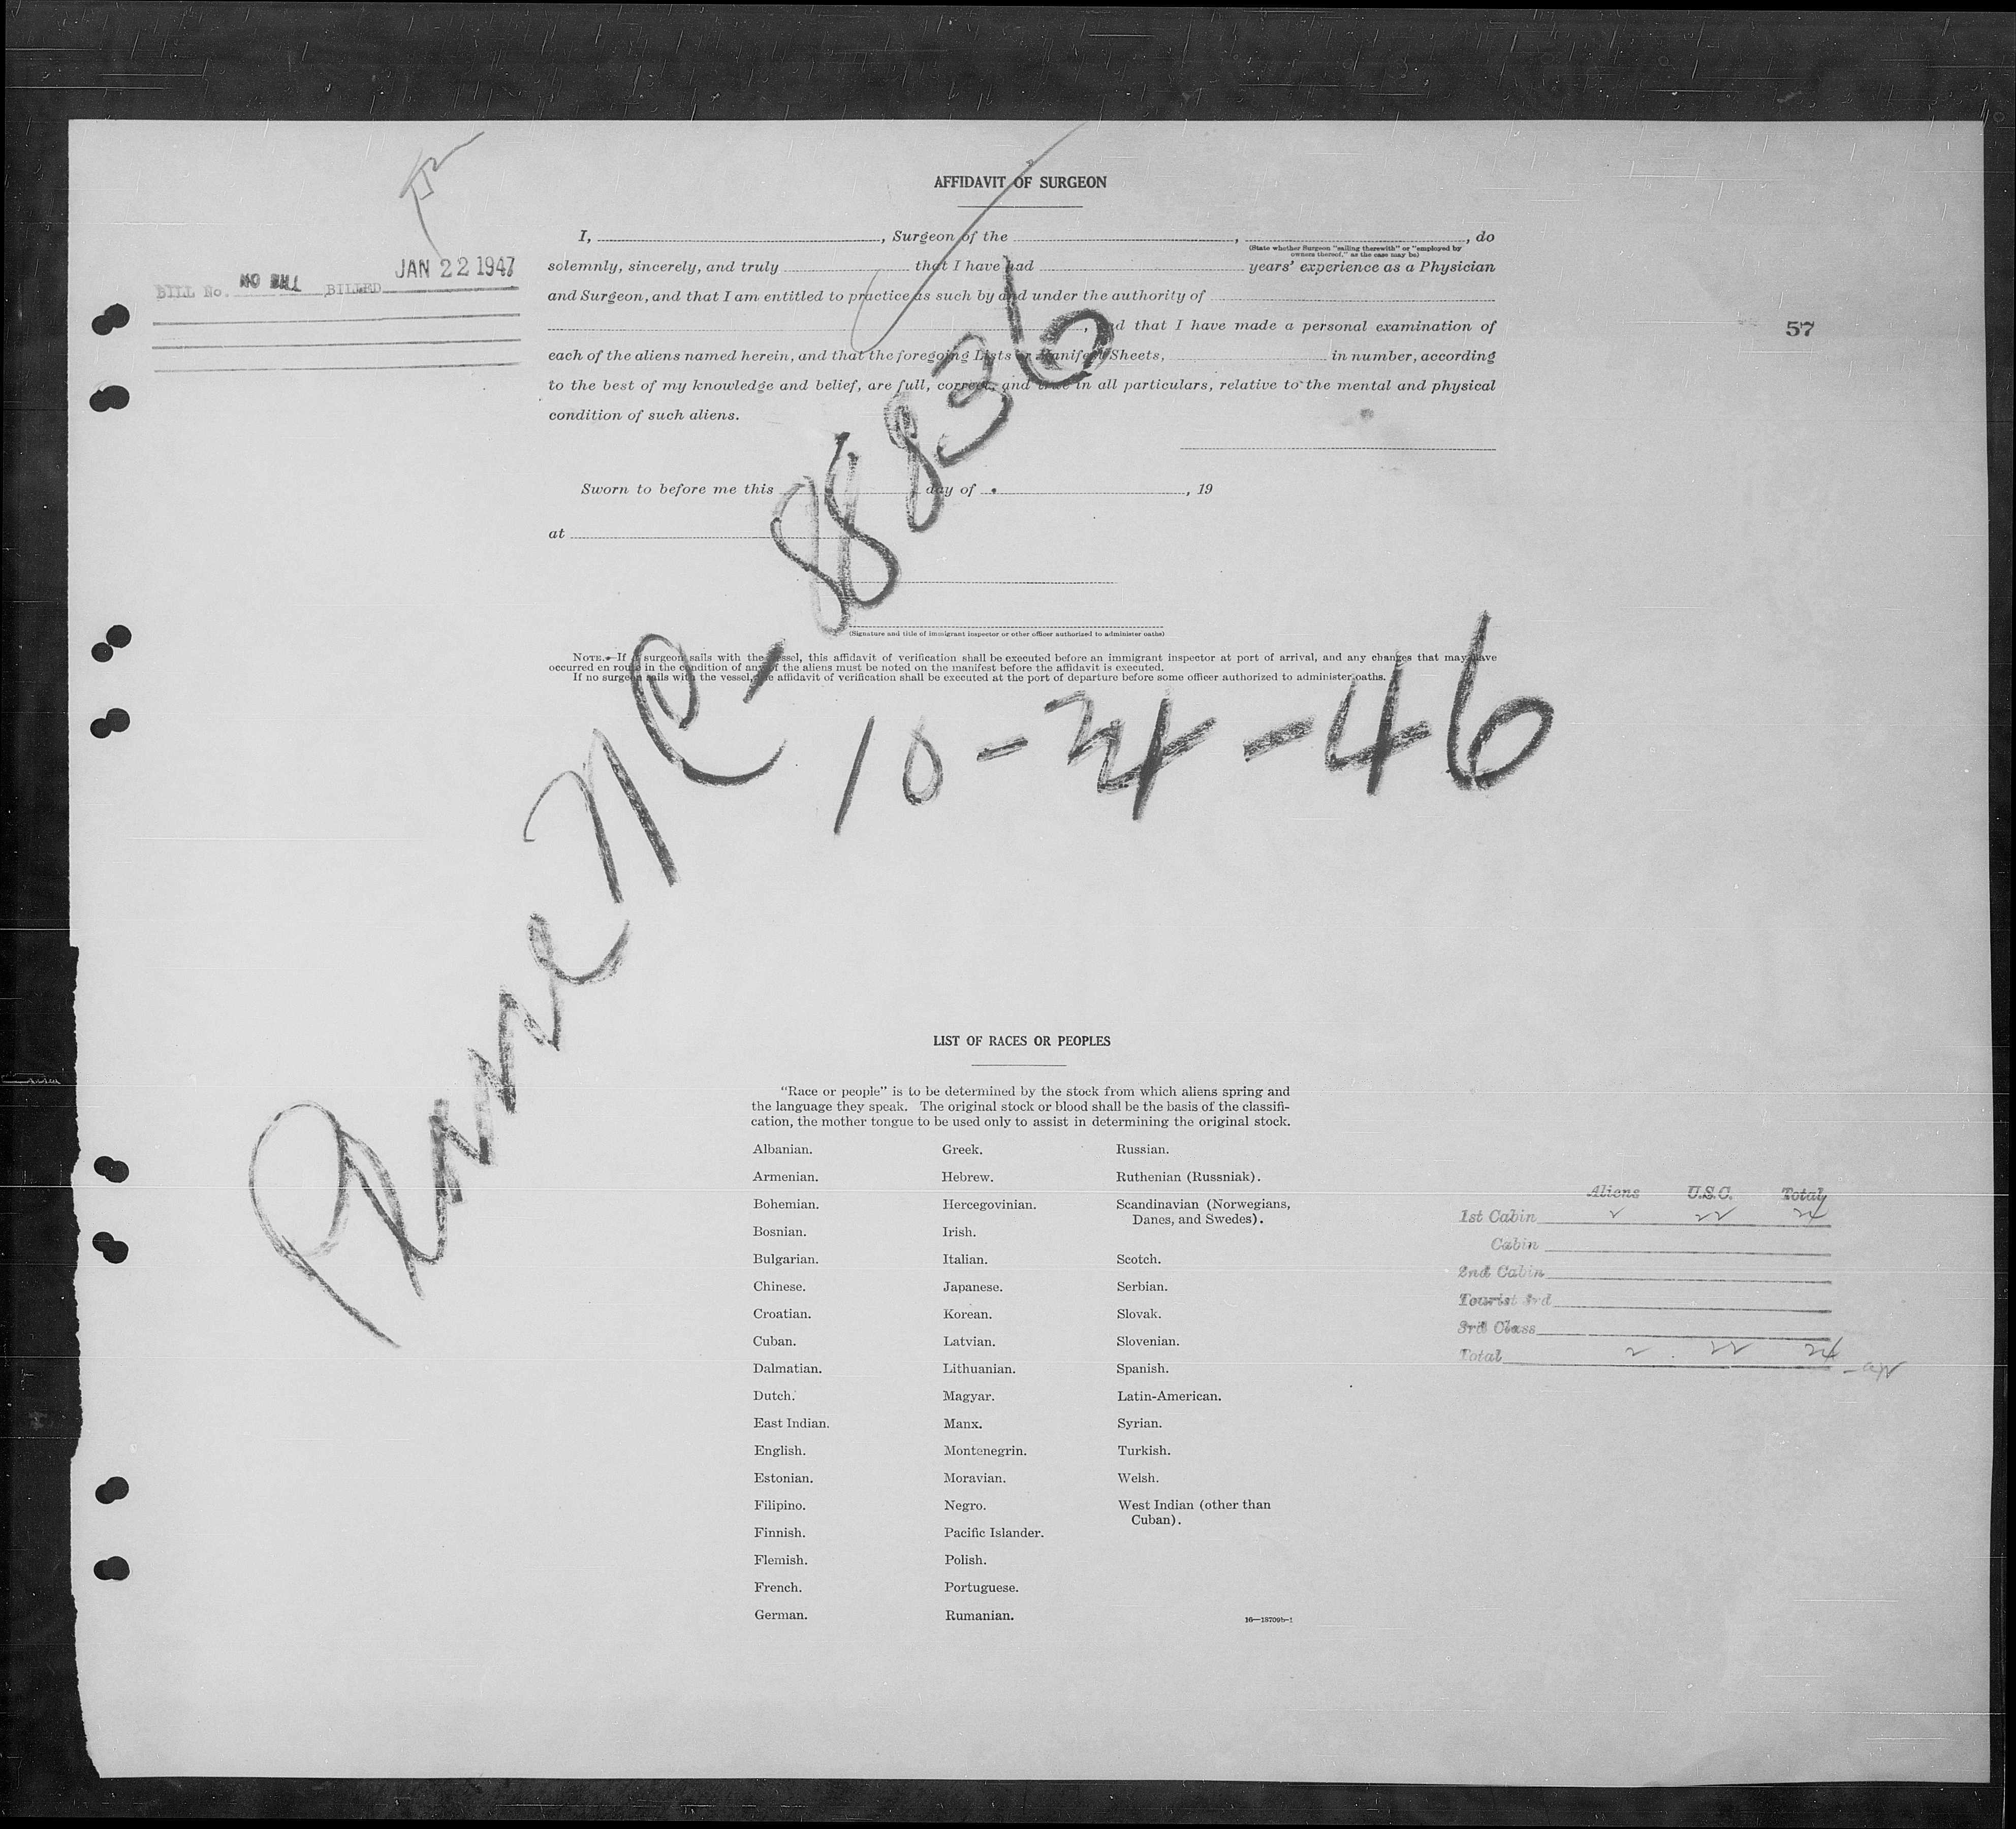 AFFIDAVIT OF SURGEON
I, , Surgeon of the , , do
(State whether Surgeon "sailing therewith" or "employed by
owners thereof," as the case may be)
solemnly, sincerely, and truly that I have had years' experience as a Physician
and Surgeon, and that I am entitled to practice as such by and under the authority of
, and that I have made a personal examination of
each of the aliens named herein, and that the foregoing Lists or Manifest Sheets, in number, according
to the best of my knowledge and belief, are full, correct, and true in all particulars, relative to the mental and physical
condition of such aliens.
JAN 22 1947
BILL No. NO BILL BILLED
57
Sworn to before me this day of , 19
at
(Signature and title of immigrant inspector or other officer authorized to administer oaths)
NOTE.—If a surgeon sails with the vessel, this affidavit of verification shall be executed before an immigrant inspector at port of arrival, and any changes that may have
occurred en route in the condition of any of the aliens must be noted on the manifest before the affidavit is executed.
If no surgeon sails with the vessel, the affidavit of verification shall be executed at the port of departure before some officer authorized to administer oaths.
Plane NC-88836
10-24-46
LIST OF RACES OR PEOPLES
"Race or people" is to be determined by the stock from which aliens spring and
the language they speak. The original stock or blood shall be the basis of the classifi-
cation, the mother tongue to be used only to assist in determining the original stock.
Albanian. Greek. Russian.
Armenian. Hebrew. Ruthenian (Russniak).
Bohemian. Hercegovinian. Scandinavian (Norwegians,
Danes, and Swedes).
Bosnian. Irish.
Bulgarian. Italian. Scotch.
Chinese. Japanese. Serbian.
Croatian. Korean. Slovak.
Cuban. Latvian. Slovenian.
Dalmatian. Lithuanian. Spanish.
Dutch. Magyar. Latin-American.
East Indian. Manx. Syrian.
English. Montenegrin. Turkish.
Estonian. Moravian. Welsh.
Filipino. Negro. West Indian (other than
Cuban).
Finnish. Pacific Islander.
Flemish. Polish.
French. Portuguese.
German. Rumanian.
16—18709b-1
Aliens U.S.C. Total
1st Cabin 2 22 24
Cabin
2nd Cabin
Tourist 3rd
3rd Class
Total 2 22 24